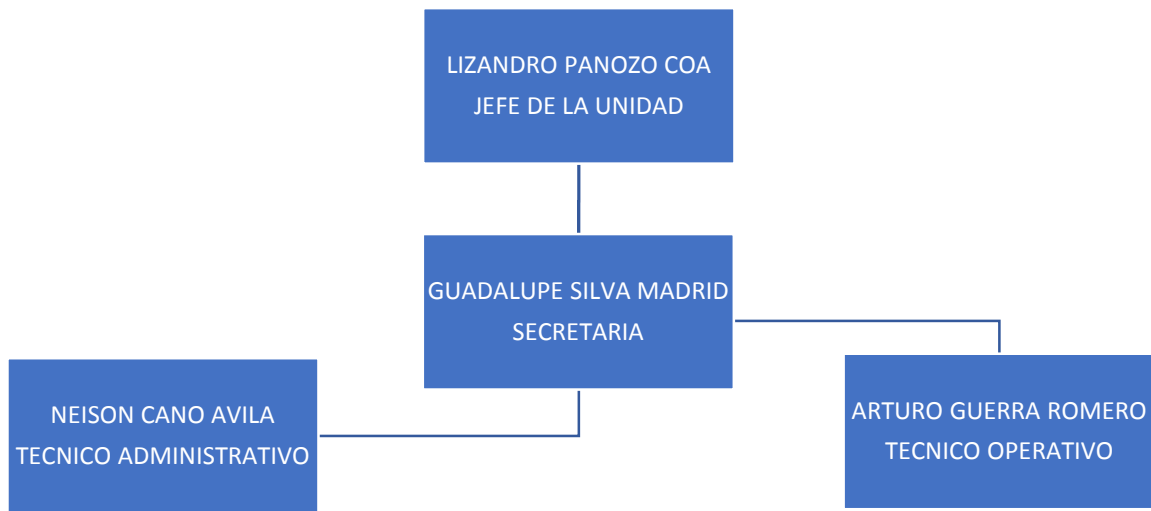 LIZANDRO PANOZO COA
JEFE DE LA UNIDAD
GUADALUPE SILVA MADRID
SECRETARIA
NEISON CANO AVILA
TECNICO ADMINISTRATIVO
ARTURO GUERRA ROMERO
TECNICO OPERATIVO